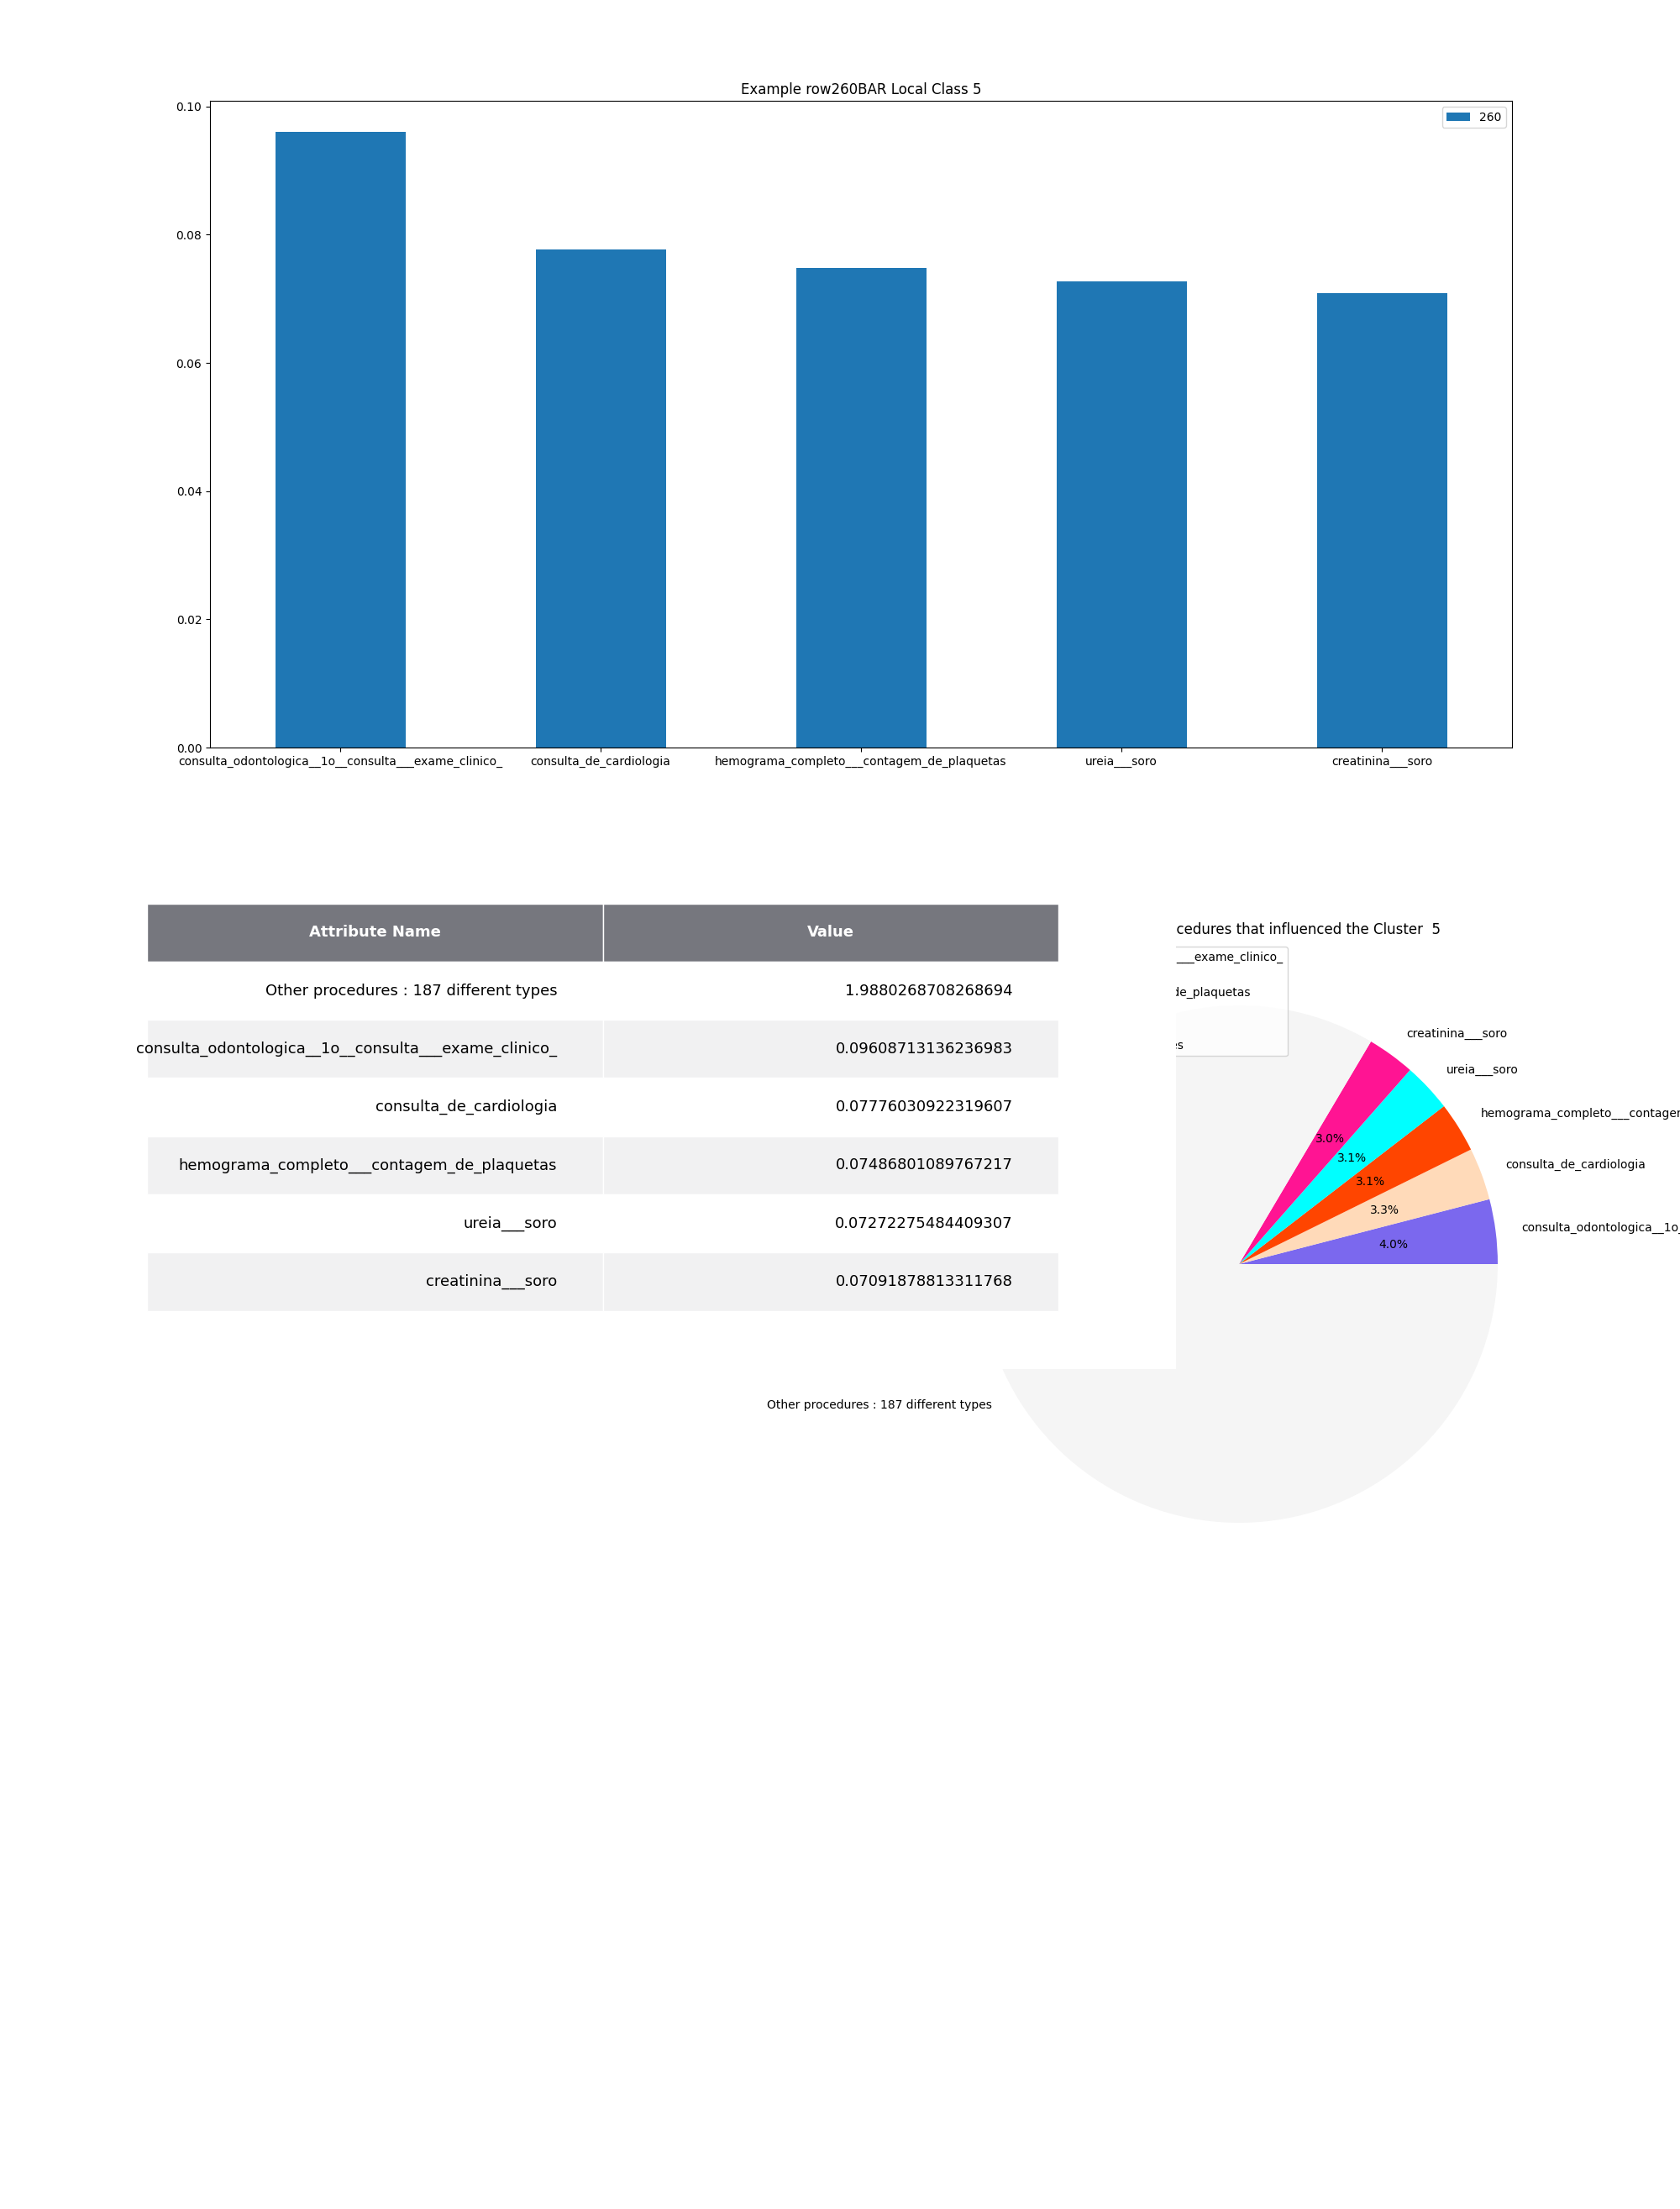 Example row260BAR Local Class 5
260
0.10
0.08
0.06
0.04
0.02
0.00
consulta_odontologica__1o__consulta___exame_clinico_
consulta_de_cardiologia
hemograma_completo___contagem_de_plaquetas
ureia___soro
creatinina___soro
Attribute Name Value
Other procedures : 187 different types 1.9880268708268694
consulta_odontologica__1o__consulta___exame_clinico_ 0.09608713136236983
consulta_de_cardiologia 0.07776030922319607
hemograma_completo___contagem_de_plaquetas 0.07486801089767217
ureia___soro 0.07272275484409307
creatinina___soro 0.07091878813311768
cedures that influenced the Cluster 5
___exame_clinico_
de_plaquetas
es
creatinina___soro
ureia___soro
hemograma_completo___contagem
consulta_de_cardiologia
consulta_odontologica__1o_
3.0%
3.1%
3.1%
3.3%
4.0%
Other procedures : 187 different types